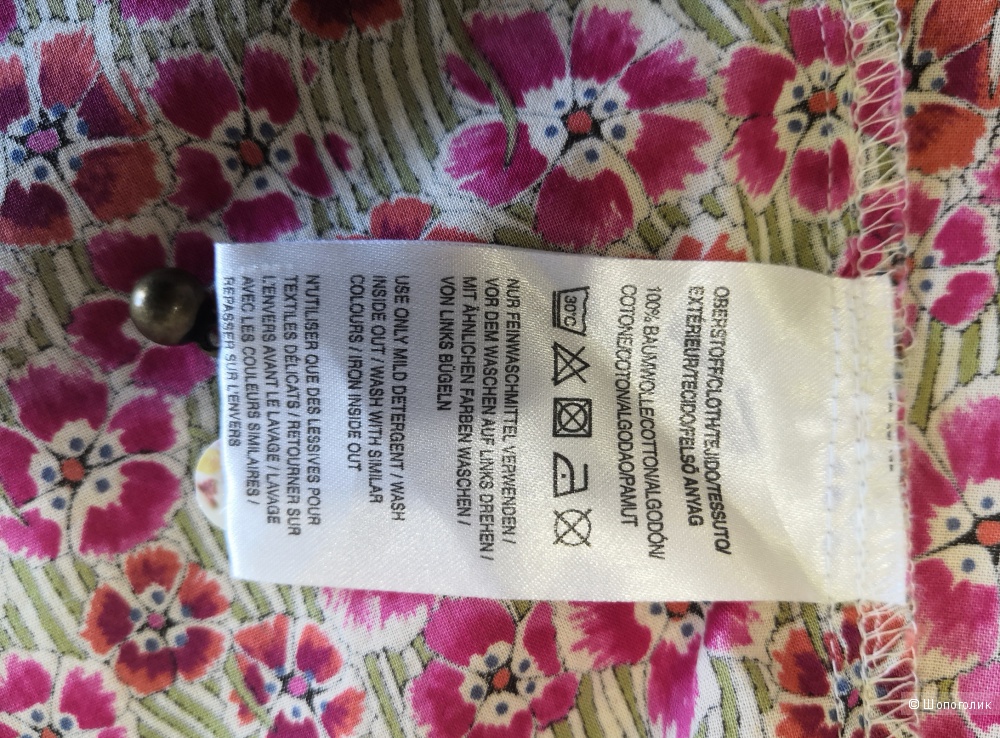 OBERSTOFF/CLOTH/TEJIDO/TESSUTO/
EXTÉRIEUR/TECIDO/FELSÖ ANYAG
100% BAUMWOLLE/COTTON/ALGODÓN/
COTONE/COTON/ALGODAO/PAMUT
30°C
NUR FEINWASCHMITTEL VERWENDEN /
VOR DEM WASCHEN AUF LINKS DREHEN /
MIT ÄHNLICHEN FARBEN WASCHEN /
VON LINKS BÜGELN
USE ONLY MILD DETERGENT / WASH
INSIDE OUT / WASH WITH SIMILAR
COLOURS / IRON INSIDE OUT
N'UTILISER QUE DES LESSIVES POUR
TEXTILES DÉLICATS / RETOURNER SUR
L'ENVERS AVANT LE LAVAGE / LAVAGE
AVEC LES COULEURS SIMILAIRES /
REPASSER SUR L'ENVERS
© Шопоголик